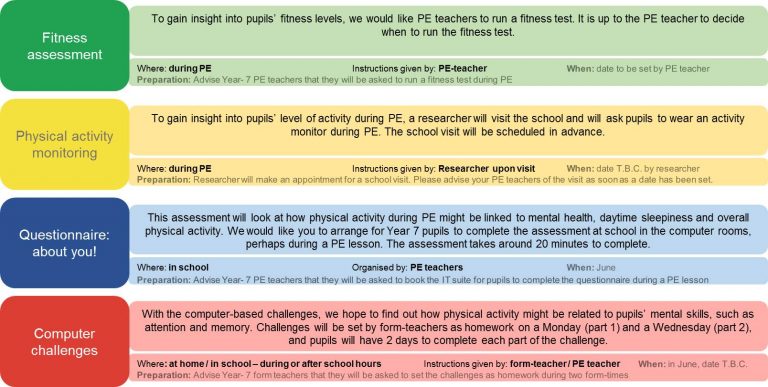 Fitness
assessment
To gain insight into pupils' fitness levels, we would like PE teachers to run a fitness test. It is up to the PE teacher to decide
when to run the fitness test.
Where: during PE Instructions given by: PE-teacher When: date to be set by PE teacher
Preparation: Advise Year- 7 PE teachers that they will be asked to run a fitness test during PE
Physical activity
monitoring
To gain insight into pupils' level of activity during PE, a researcher will visit the school and will ask pupils to wear an activity
monitor during PE. The school visit will be scheduled in advance.
Where: during PE Instructions given by: Researcher upon visit When: date T.B.C. by researcher
Preparation: Researcher will make an appointment for a school visit. Please advise your PE teachers of the visit as soon as a date has been set.
Questionnaire:
about you!
This assessment will look at how physical activity during PE might be linked to mental health, daytime sleepiness and overall
physical activity. We would like you to arrange for Year 7 pupils to complete the assessment at school in the computer rooms,
perhaps during a PE lesson. The assessment takes around 20 minutes to complete.
Where: in school Organised by: PE teachers When: June
Preparation: Advise Year- 7 PE teachers that they will be asked to book the IT suite for pupils to complete the questionnaire during a PE lesson
Computer
challenges
With the computer-based challenges, we hope to find out how physical activity might be related to pupils' mental skills, such as
attention and memory. Challenges will be set by form-teachers as homework on a Monday (part 1) and a Wednesday (part 2),
and pupils will have 2 days to complete each part of the challenge.
Where: at home / in school – during or after school hours Instructions given by: form-teacher / PE teacher When: in June, date T.B.C.
Preparation: Advise Year- 7 form teachers that they will be asked to set the challenges as homework during two form-times